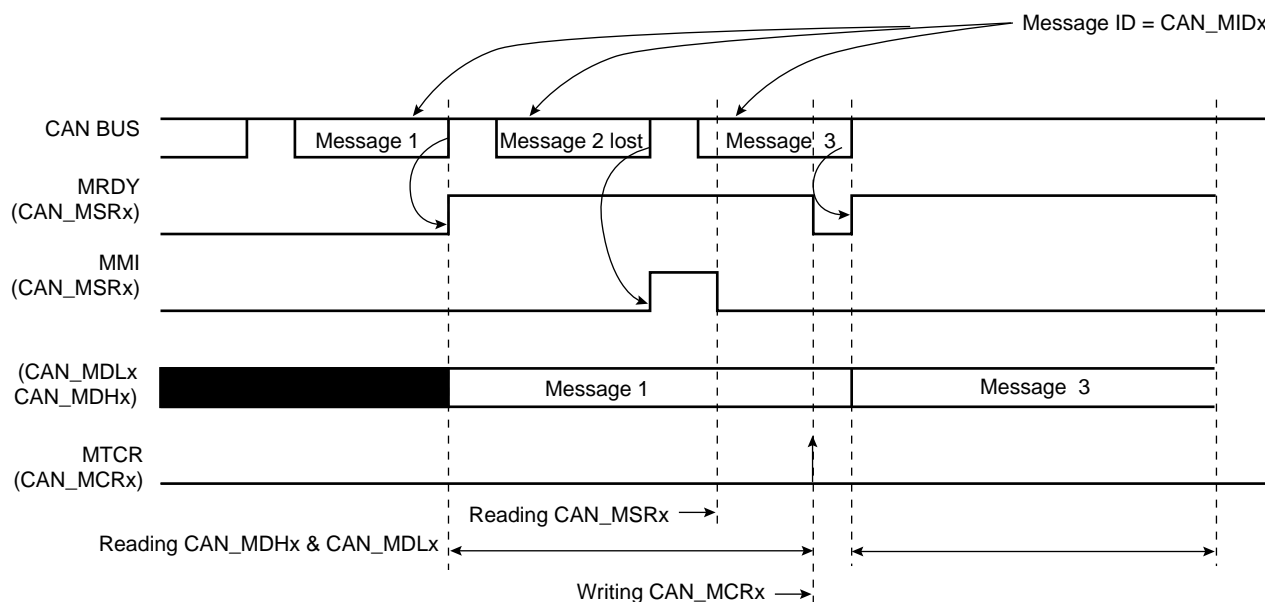 Message ID = CAN_MIDx
CAN BUS
Message 1
Message 2 lost
Message 3
MRDY
(CAN_MSRx)
MMI
(CAN_MSRx)
(CAN_MDLx
CAN_MDHx)
Message 1
Message 3
MTCR
(CAN_MCRx)
Reading CAN_MSRx
Reading CAN_MDHx & CAN_MDLx
Writing CAN_MCRx